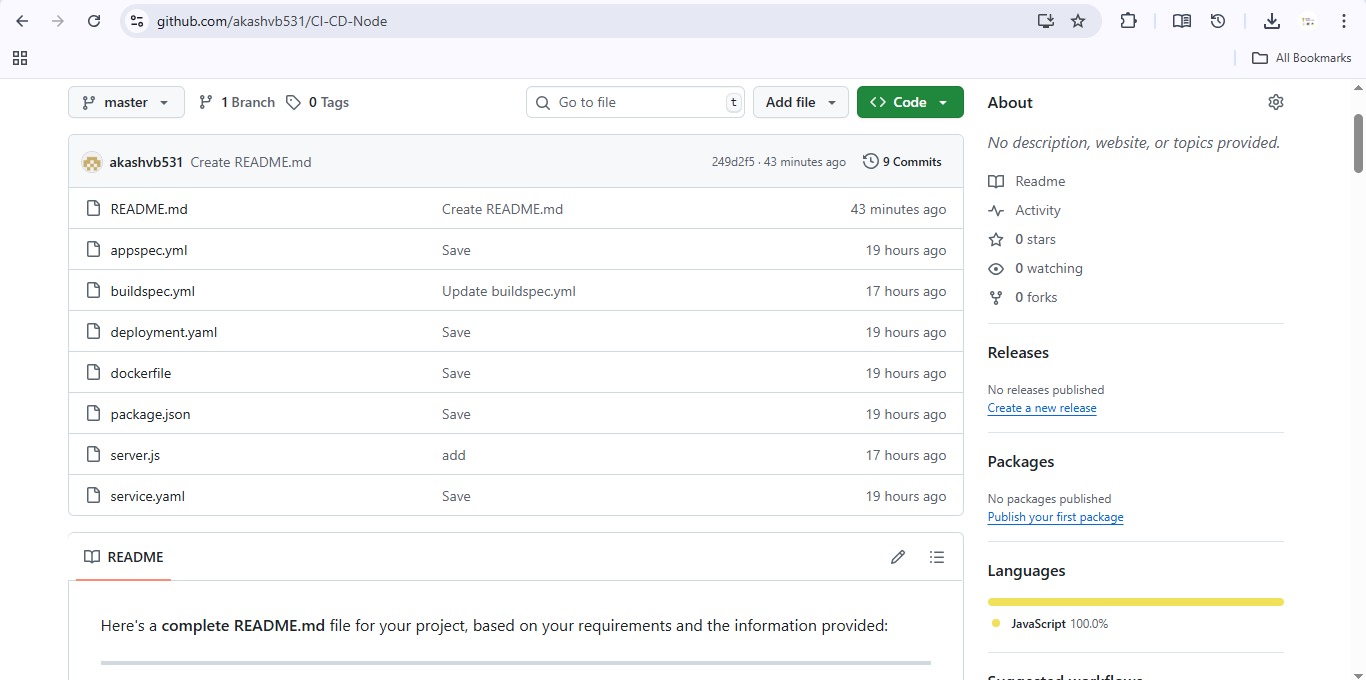 github.com/akashvb531/CI-CD-Node
All Bookmarks
master 1 Branch 0 Tags Go to file t Add file Code
akashvb531 Create README.md 249d2f5 · 43 minutes ago 9 Commits
README.md Create README.md 43 minutes ago
appspec.yml Save 19 hours ago
buildspec.yml Update buildspec.yml 17 hours ago
deployment.yaml Save 19 hours ago
dockerfile Save 19 hours ago
package.json Save 19 hours ago
server.js add 17 hours ago
service.yaml Save 19 hours ago
README
Here's a complete README.md file for your project, based on your requirements and the information provided:
About
No description, website, or topics provided.
Readme
Activity
0 stars
0 watching
0 forks
Releases
No releases published
Create a new release
Packages
No packages published
Publish your first package
Languages
JavaScript 100.0%
Suggested workflows